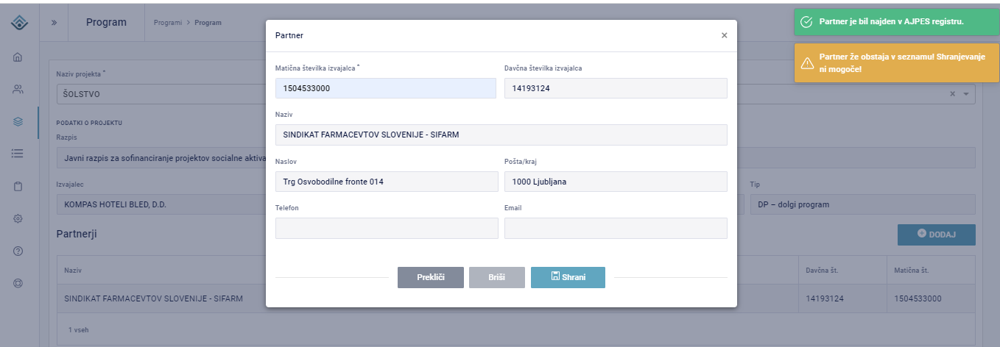 » Program Programi > Program
Partner ×
Partner je bil najden v AJPES registru.
Partner že obstaja v seznamu! Shranjevanje
ni mogoče!
Naziv projekta *
ŠOLSTVO
PODATKI O PROJEKTU
Razpis
Javni razpis za sofinanciranje projektov socialne aktiva
Izvajalec
KOMPAS HOTELI BLED, D.D.
Tip
DP – dolgi program
Matična številka izvajalca * Davčna številka izvajalca
1504533000 14193124
Naziv
SINDIKAT FARMACEVTOV SLOVENIJE - SIFARM
Naslov Pošta/kraj
Trg Osvobodilne fronte 014 1000 Ljubljana
Telefon Email
Prekliči Briši Shrani
Partnerji DODAJ
Naziv Davčna št. Matična št.
SINDIKAT FARMACEVTOV SLOVENIJE - SIFARM 14193124 1504533000
1 vseh